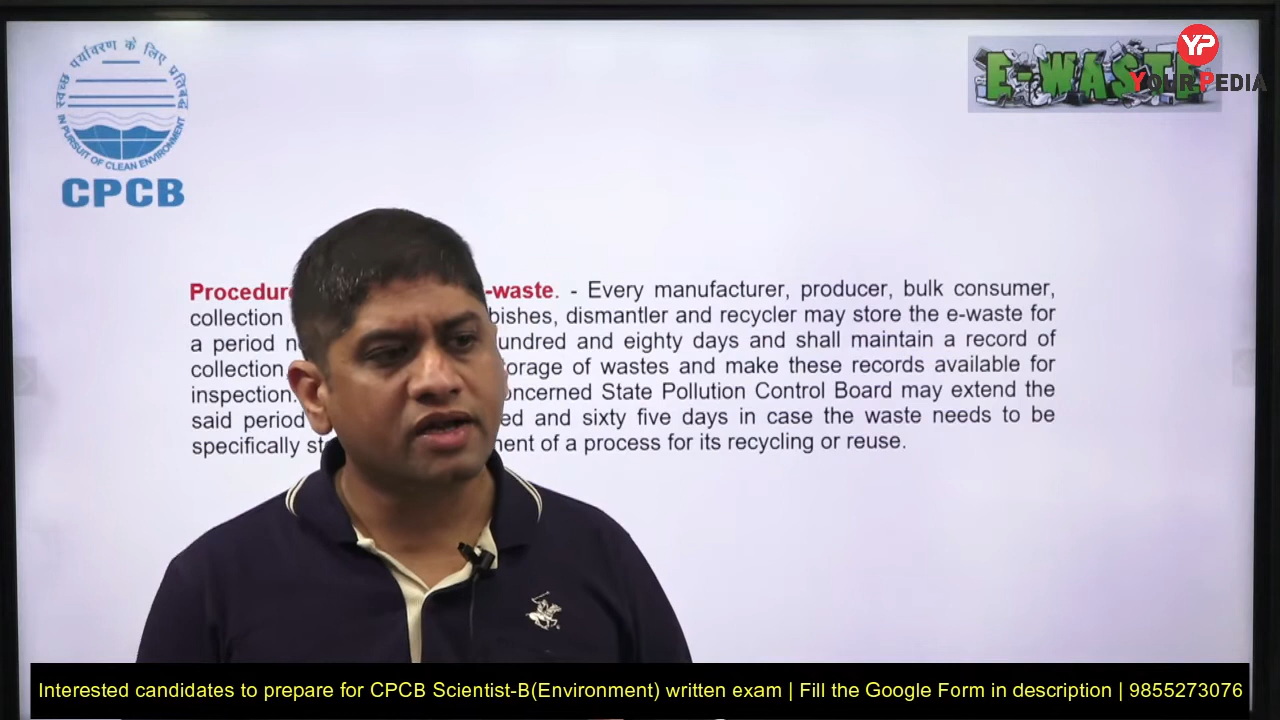 स्वच्छ पर्यावरण के लिए प्रतिबद्ध
IN PURSUIT OF CLEAN ENVIRONMENT
CPCB
E-WASTE
YP
YOUR PEDIA
-waste. - Every manufacturer, producer, bulk consumer,
collection bishes, dismantler and recycler may store the e-waste for
a period n undred and eighty days and shall maintain a record of
collection orage of wastes and make these records available for
inspection. oncerned State Pollution Control Board may extend the
said period ed and sixty five days in case the waste needs to be
specifically st ent of a process for its recycling or reuse.
Interested candidates to prepare for CPCB Scientist-B(Environment) written exam | Fill the Google Form in description | 9855273076